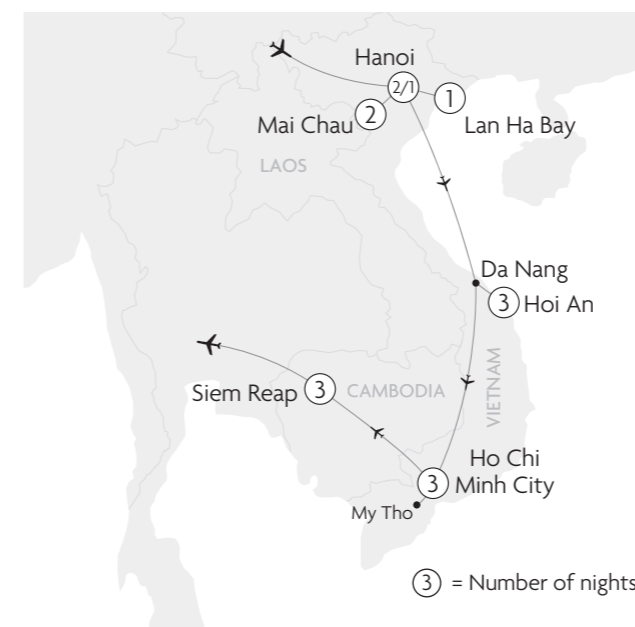 Hanoi
2/1
Mai Chau 2
1
Lan Ha Bay
LAOS
Da Nang
3 Hoi An
VIETNAM
Siem Reap 3
CAMBODIA
Ho Chi
3 Minh City
My Tho
3 = Number of nights